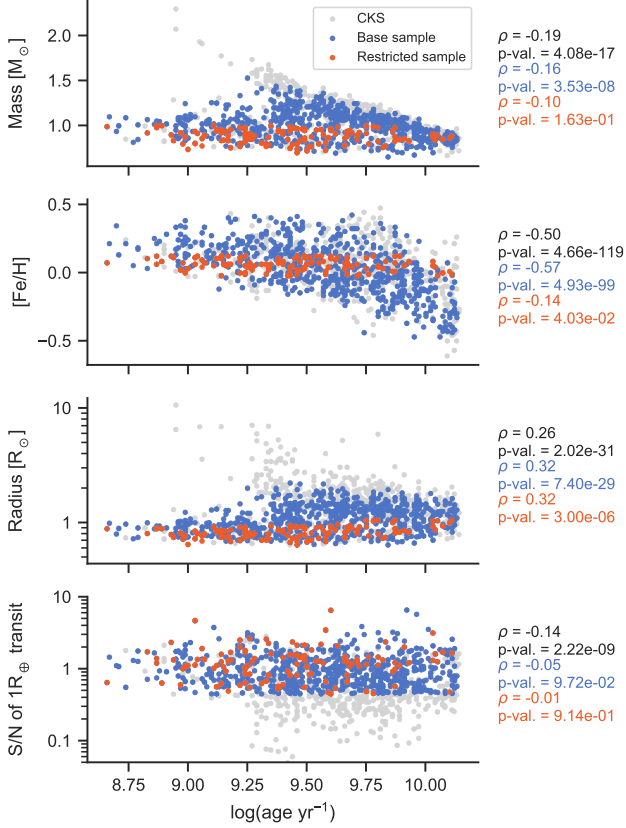 CKS
Base sample
Restricted sample
Mass [M⊙]
2.0
1.5
1.0
ρ = -0.19
p-val. = 4.08e-17
ρ = -0.16
p-val. = 3.53e-08
ρ = -0.10
p-val. = 1.63e-01
[Fe/H]
0.5
0.0
−0.5
ρ = -0.50
p-val. = 4.66e-119
ρ = -0.57
p-val. = 4.93e-99
ρ = -0.14
p-val. = 4.03e-02
Radius [R⊙]
10
1
ρ = 0.26
p-val. = 2.02e-31
ρ = 0.32
p-val. = 7.40e-29
ρ = 0.32
p-val. = 3.00e-06
S/N of 1R⊕ transit
10
1
0.1
ρ = -0.14
p-val. = 2.22e-09
ρ = -0.05
p-val. = 9.72e-02
ρ = -0.01
p-val. = 9.14e-01
8.75 9.00 9.25 9.50 9.75 10.00
log(age yr⁻¹)